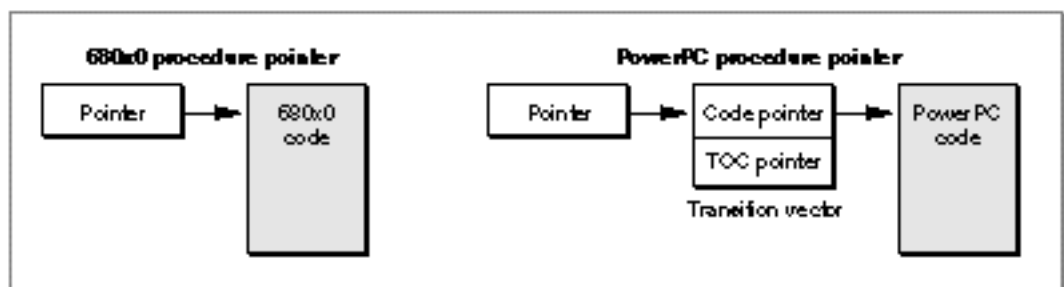 680x0 procedure pointer
Pointer
680x0
code
PowerPC procedure pointer
Pointer
Code pointer
TOC pointer
Transition vector
PowerPC
code